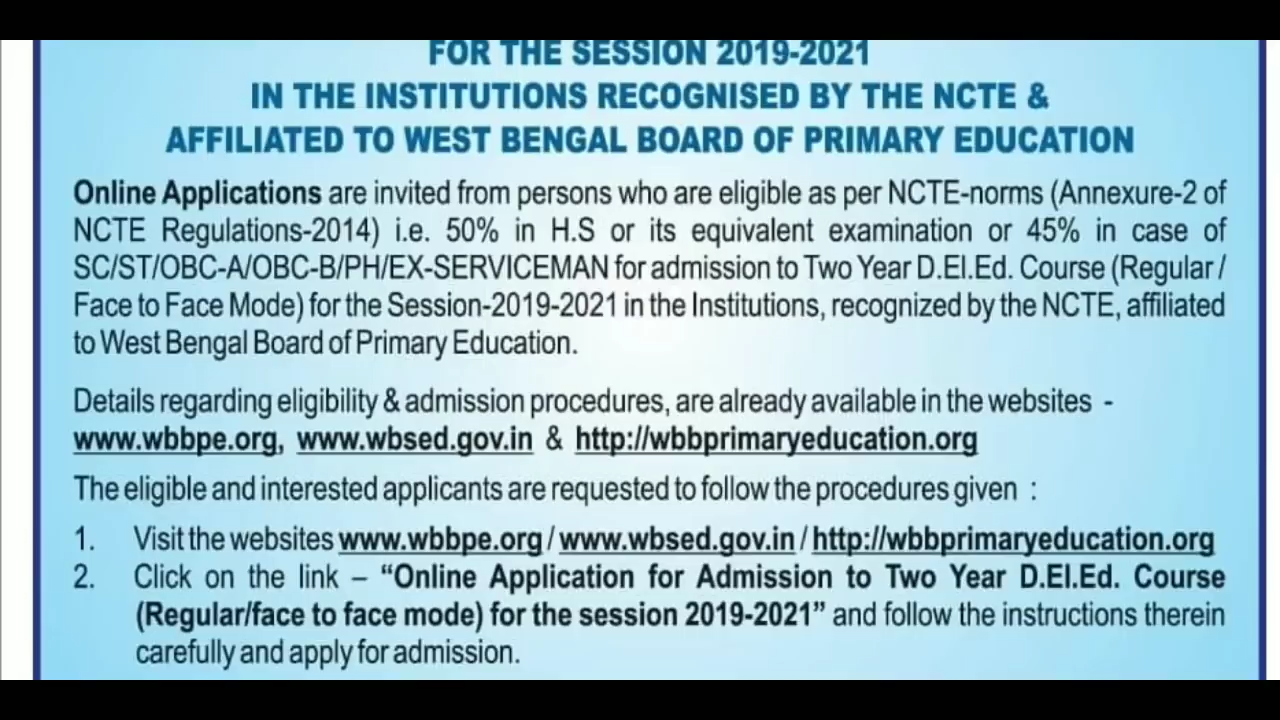 FOR THE SESSION 2019-2021
IN THE INSTITUTIONS RECOGNISED BY THE NCTE &
AFFILIATED TO WEST BENGAL BOARD OF PRIMARY EDUCATION
Online Applications are invited from persons who are eligible as per NCTE-norms (Annexure-2 of
NCTE Regulations-2014) i.e. 50% in H.S or its equivalent examination or 45% in case of
SC/ST/OBC-A/OBC-B/PH/EX-SERVICEMAN for admission to Two Year D.El.Ed. Course (Regular /
Face to Face Mode) for the Session-2019-2021 in the Institutions, recognized by the NCTE, affiliated
to West Bengal Board of Primary Education.
Details regarding eligibility & admission procedures, are already available in the websites -
www.wbbpe.org, www.wbsed.gov.in & http://wbbprimaryeducation.org
The eligible and interested applicants are requested to follow the procedures given :
1. Visit the websites www.wbbpe.org / www.wbsed.gov.in / http://wbbprimaryeducation.org
2. Click on the link – “Online Application for Admission to Two Year D.El.Ed. Course
(Regular/face to face mode) for the session 2019-2021” and follow the instructions therein
carefully and apply for admission.